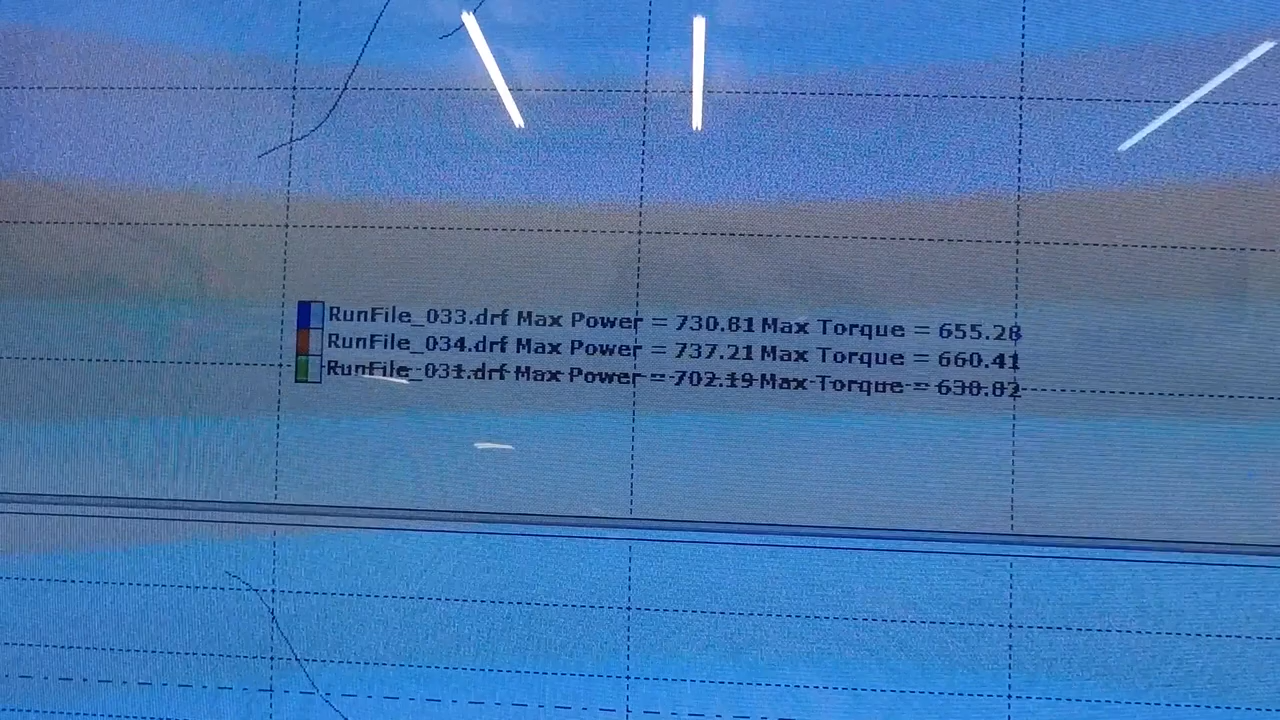 RunFile_033.drf Max Power = 730.81 Max Torque = 655.28
RunFile_034.drf Max Power = 737.21 Max Torque = 660.41
RunFile_031.drf Max Power = 702.19 Max Torque = 630.82